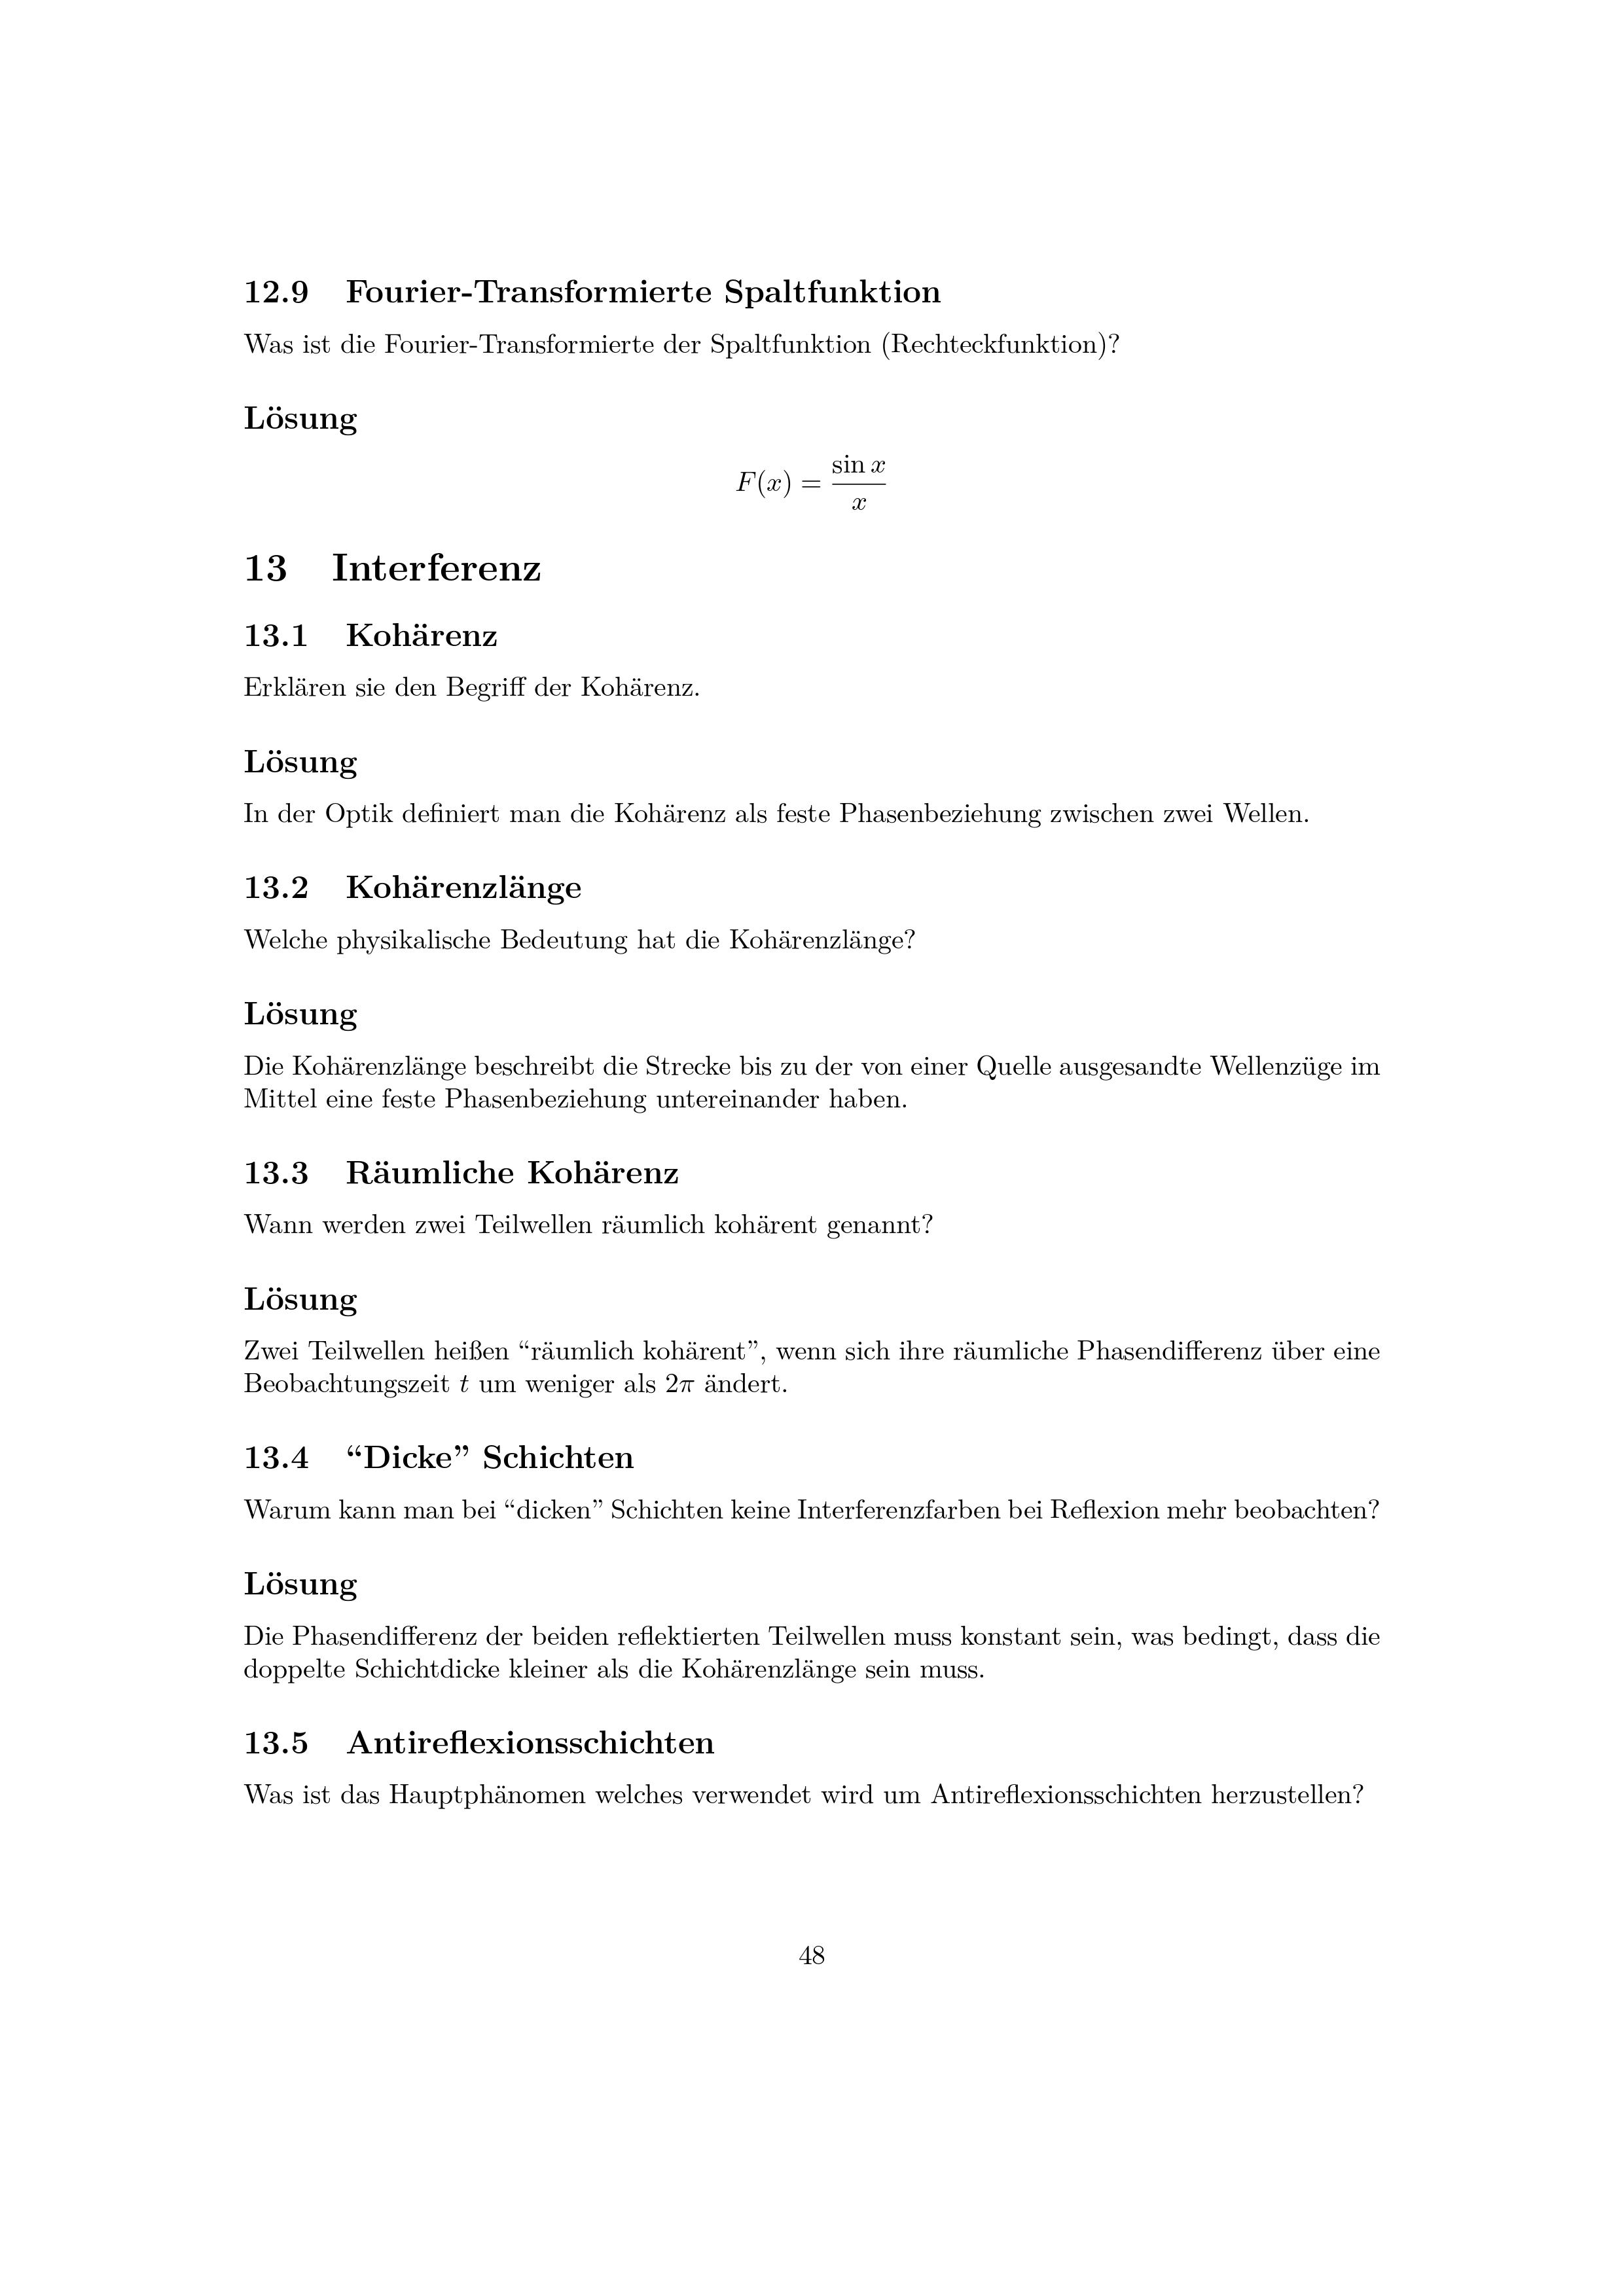 12.9 Fourier-Transformierte Spaltfunktion
Was ist die Fourier-Transformierte der Spaltfunktion (Rechteckfunktion)?
Lösung
F(x) = sin x / x
13 Interferenz
13.1 Kohärenz
Erklären sie den Begriff der Kohärenz.
Lösung
In der Optik definiert man die Kohärenz als feste Phasenbeziehung zwischen zwei Wellen.
13.2 Kohärenzlänge
Welche physikalische Bedeutung hat die Kohärenzlänge?
Lösung
Die Kohärenzlänge beschreibt die Strecke bis zu der von einer Quelle ausgesandte Wellenzüge im
Mittel eine feste Phasenbeziehung untereinander haben.
13.3 Räumliche Kohärenz
Wann werden zwei Teilwellen räumlich kohärent genannt?
Lösung
Zwei Teilwellen heißen “räumlich kohärent”, wenn sich ihre räumliche Phasendifferenz über eine
Beobachtungszeit t um weniger als 2π ändert.
13.4 “Dicke” Schichten
Warum kann man bei “dicken” Schichten keine Interferenzfarben bei Reflexion mehr beobachten?
Lösung
Die Phasendifferenz der beiden reflektierten Teilwellen muss konstant sein, was bedingt, dass die
doppelte Schichtdicke kleiner als die Kohärenzlänge sein muss.
13.5 Antireflexionsschichten
Was ist das Hauptphänomen welches verwendet wird um Antireflexionsschichten herzustellen?
48